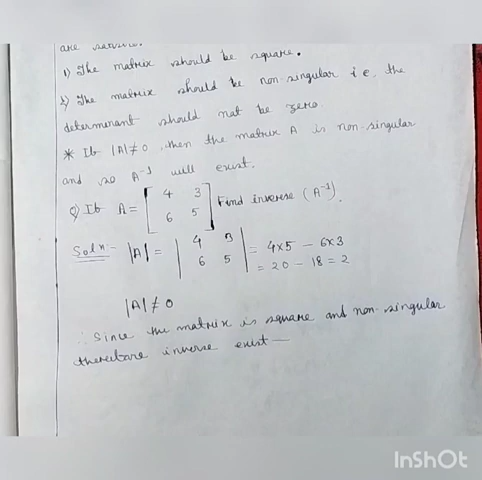 are satisfie.
1) The matrix should be square.
2) The matrix should be non-singular i.e. the
determinant should not be zero.
* If |A| ≠ 0, then the matrix A is non-singular
and so A⁻¹ will exist.
Q) If A = [4 3
6 5] Find inverse (A⁻¹).
Soln:- |A| = |4 3
6 5| = 4×5 - 6×3
= 20 - 18 = 2
|A| ≠ 0
∴ Since the matrix is square and non-singular
therefore inverse exist—
InShOt